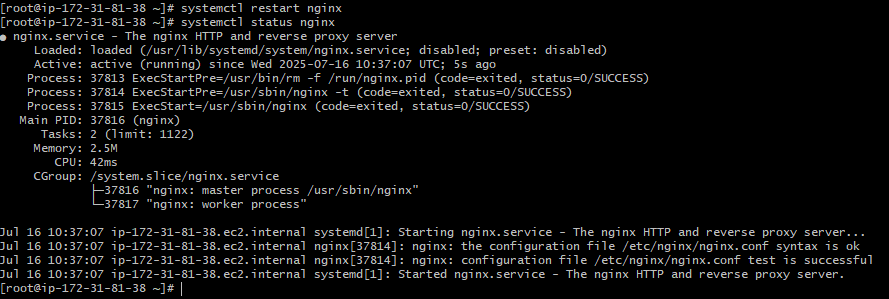 [root@ip-172-31-81-38 ~]# systemctl restart nginx
[root@ip-172-31-81-38 ~]# systemctl status nginx
● nginx.service - The nginx HTTP and reverse proxy server
     Loaded: loaded (/usr/lib/systemd/system/nginx.service; disabled; preset: disabled)
     Active: active (running) since Wed 2025-07-16 10:37:07 UTC; 5s ago
    Process: 37813 ExecStartPre=/usr/bin/rm -f /run/nginx.pid (code=exited, status=0/SUCCESS)
    Process: 37814 ExecStartPre=/usr/sbin/nginx -t (code=exited, status=0/SUCCESS)
    Process: 37815 ExecStart=/usr/sbin/nginx (code=exited, status=0/SUCCESS)
   Main PID: 37816 (nginx)
      Tasks: 2 (limit: 1122)
     Memory: 2.5M
        CPU: 42ms
     CGroup: /system.slice/nginx.service
             ├─37816 "nginx: master process /usr/sbin/nginx"
             └─37817 "nginx: worker process"

Jul 16 10:37:07 ip-172-31-81-38.ec2.internal systemd[1]: Starting nginx.service - The nginx HTTP and reverse proxy server...
Jul 16 10:37:07 ip-172-31-81-38.ec2.internal nginx[37814]: nginx: the configuration file /etc/nginx/nginx.conf syntax is ok
Jul 16 10:37:07 ip-172-31-81-38.ec2.internal nginx[37814]: nginx: configuration file /etc/nginx/nginx.conf test is successful
Jul 16 10:37:07 ip-172-31-81-38.ec2.internal systemd[1]: Started nginx.service - The nginx HTTP and reverse proxy server.
[root@ip-172-31-81-38 ~]#